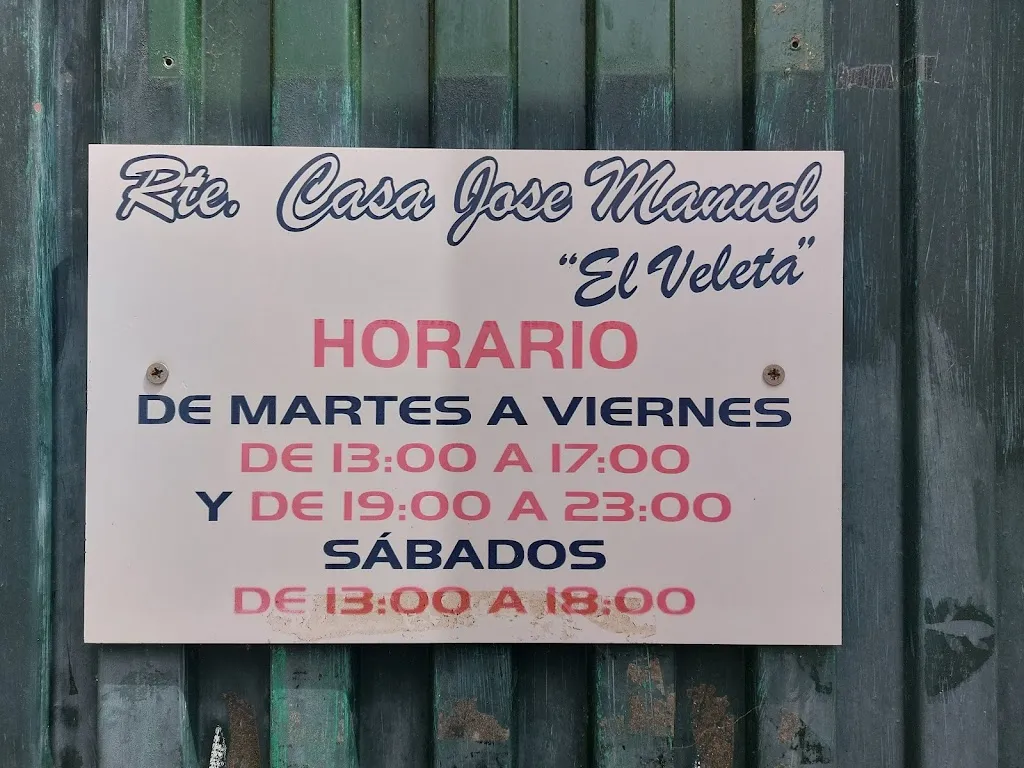 Rte. Casa Jose Manuel
"El Veleta"
HORARIO
DE MARTES A VIERNES
DE 13:00 A 17:00
Y DE 19:00 A 23:00
SÁBADOS
DE 13:00 A 18:00